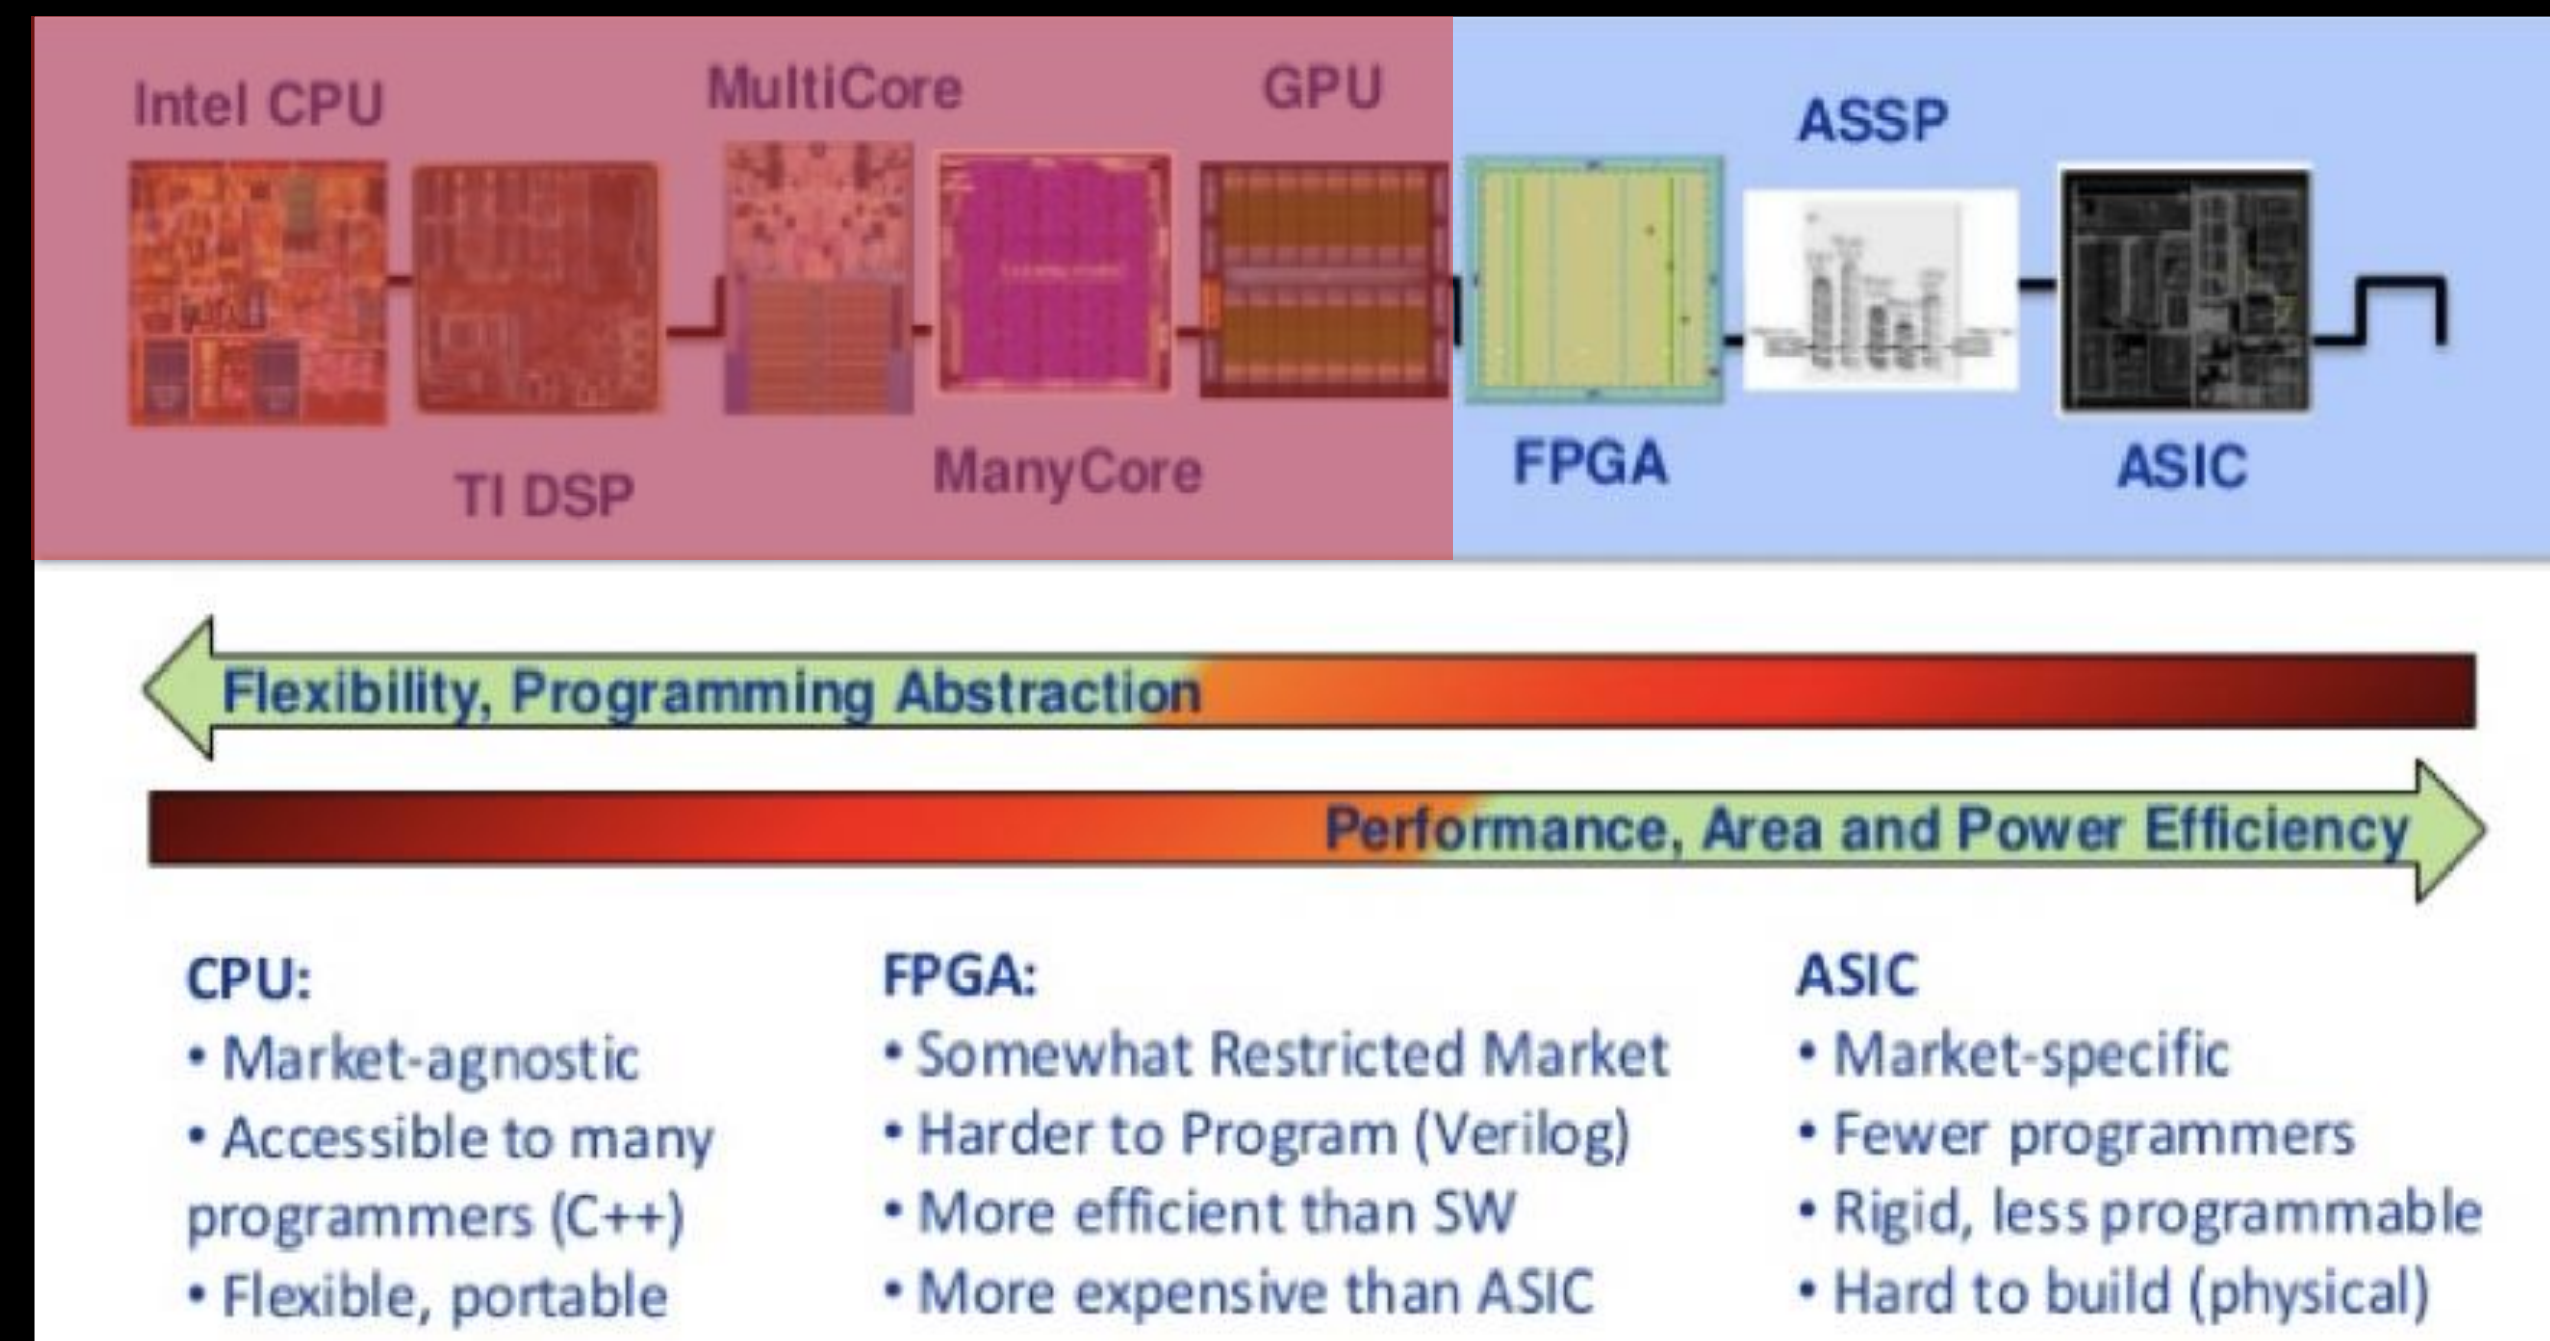 Intel CPU
MultiCore
GPU
ASSP
TI DSP
ManyCore
FPGA
ASIC
Flexibility, Programming Abstraction
Performance, Area and Power Efficiency
CPU:
• Market-agnostic
• Accessible to many
programmers (C++)
• Flexible, portable
FPGA:
• Somewhat Restricted Market
• Harder to Program (Verilog)
• More efficient than SW
• More expensive than ASIC
ASIC
• Market-specific
• Fewer programmers
• Rigid, less programmable
• Hard to build (physical)